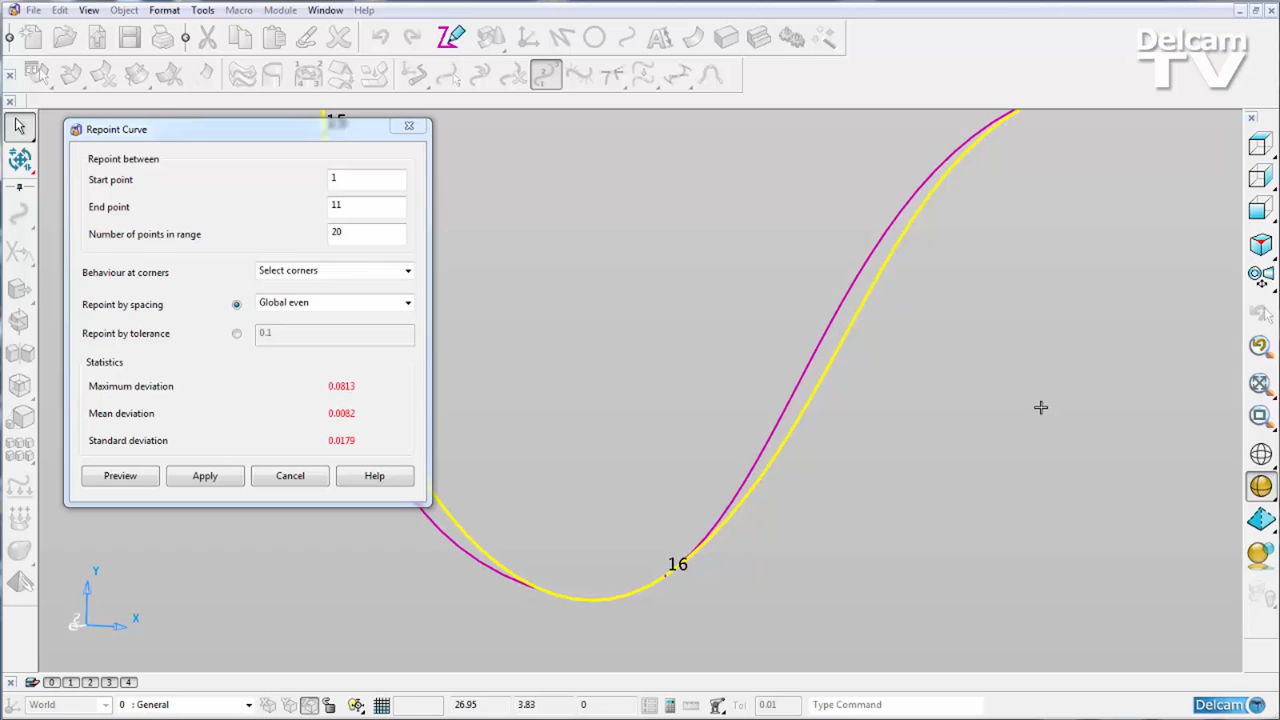 File Edit View Object Format Tools Macro Module Window Help
Delcam
TV
15
Repoint Curve
Repoint between
Start point 1
End point 11
Number of points in range 20
Behaviour at corners Select corners
Repoint by spacing Global even
Repoint by tolerance 0.1
Statistics
Maximum deviation 0.0813
Mean deviation 0.0082
Standard deviation 0.0179
Preview Apply Cancel Help
16
Y
X
Z
0 1 2 3 4
World 0 : General 26.95 3.83 0 Tol 0.01 Type Command Delcam